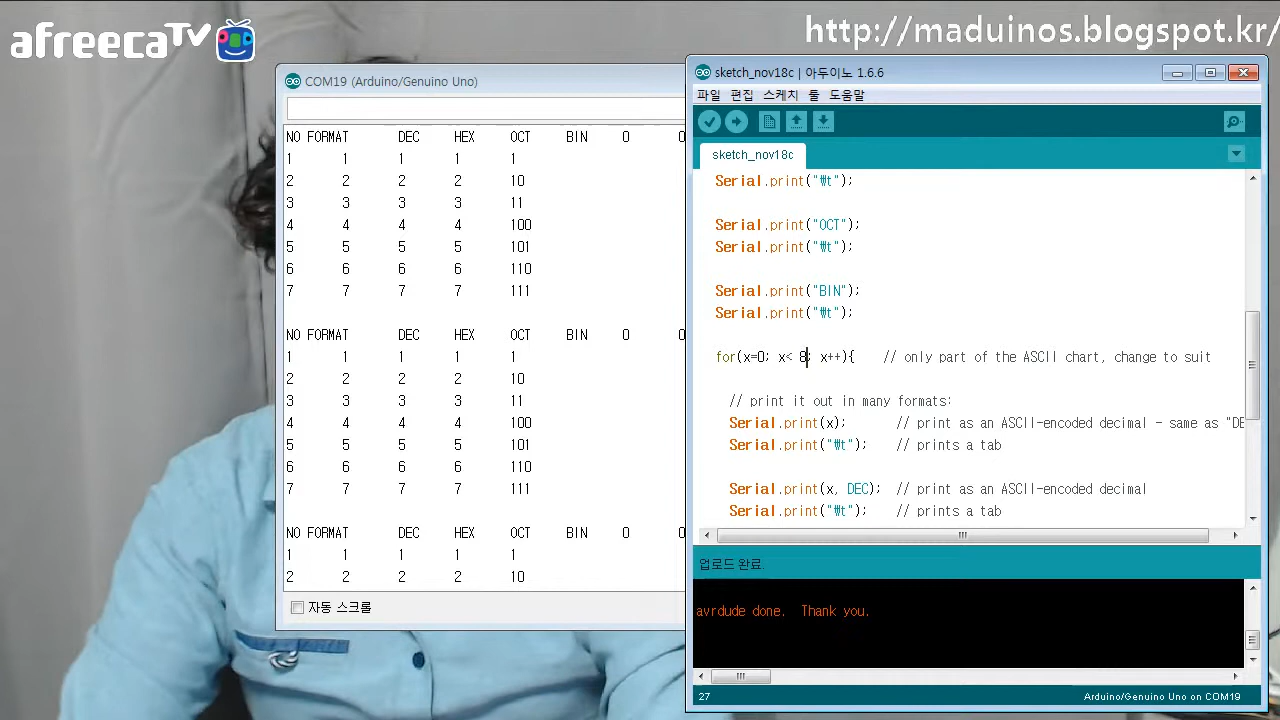 afreecaTV
http://maduinos.blogspot.kr/
COM19 (Arduino/Genuino Uno)
NO FORMAT DEC HEX OCT BIN 0 0
1 1 1 1 1
2 2 2 2 10
3 3 3 3 11
4 4 4 4 100
5 5 5 5 101
6 6 6 6 110
7 7 7 7 111
NO FORMAT DEC HEX OCT BIN 0 0
1 1 1 1 1
2 2 2 2 10
3 3 3 3 11
4 4 4 4 100
5 5 5 5 101
6 6 6 6 110
7 7 7 7 111
NO FORMAT DEC HEX OCT BIN 0 0
1 1 1 1 1
2 2 2 2 10
자동 스크롤
sketch_nov18c | 아두이노 1.6.6
파일 편집 스케치 툴 도움말
sketch_nov18c
Serial.print("₩t");
Serial.print("OCT");
Serial.print("₩t");
Serial.print("BIN");
Serial.print("₩t");
for(x=0; x< 8; x++){ // only part of the ASCII chart, change to suit
// print it out in many formats:
Serial.print(x); // print as an ASCII-encoded decimal - same as "DE
Serial.print("₩t"); // prints a tab
Serial.print(x, DEC); // print as an ASCII-encoded decimal
Serial.print("₩t"); // prints a tab
업로드 완료.
avrdude done. Thank you.
27
Arduino/Genuino Uno on COM19